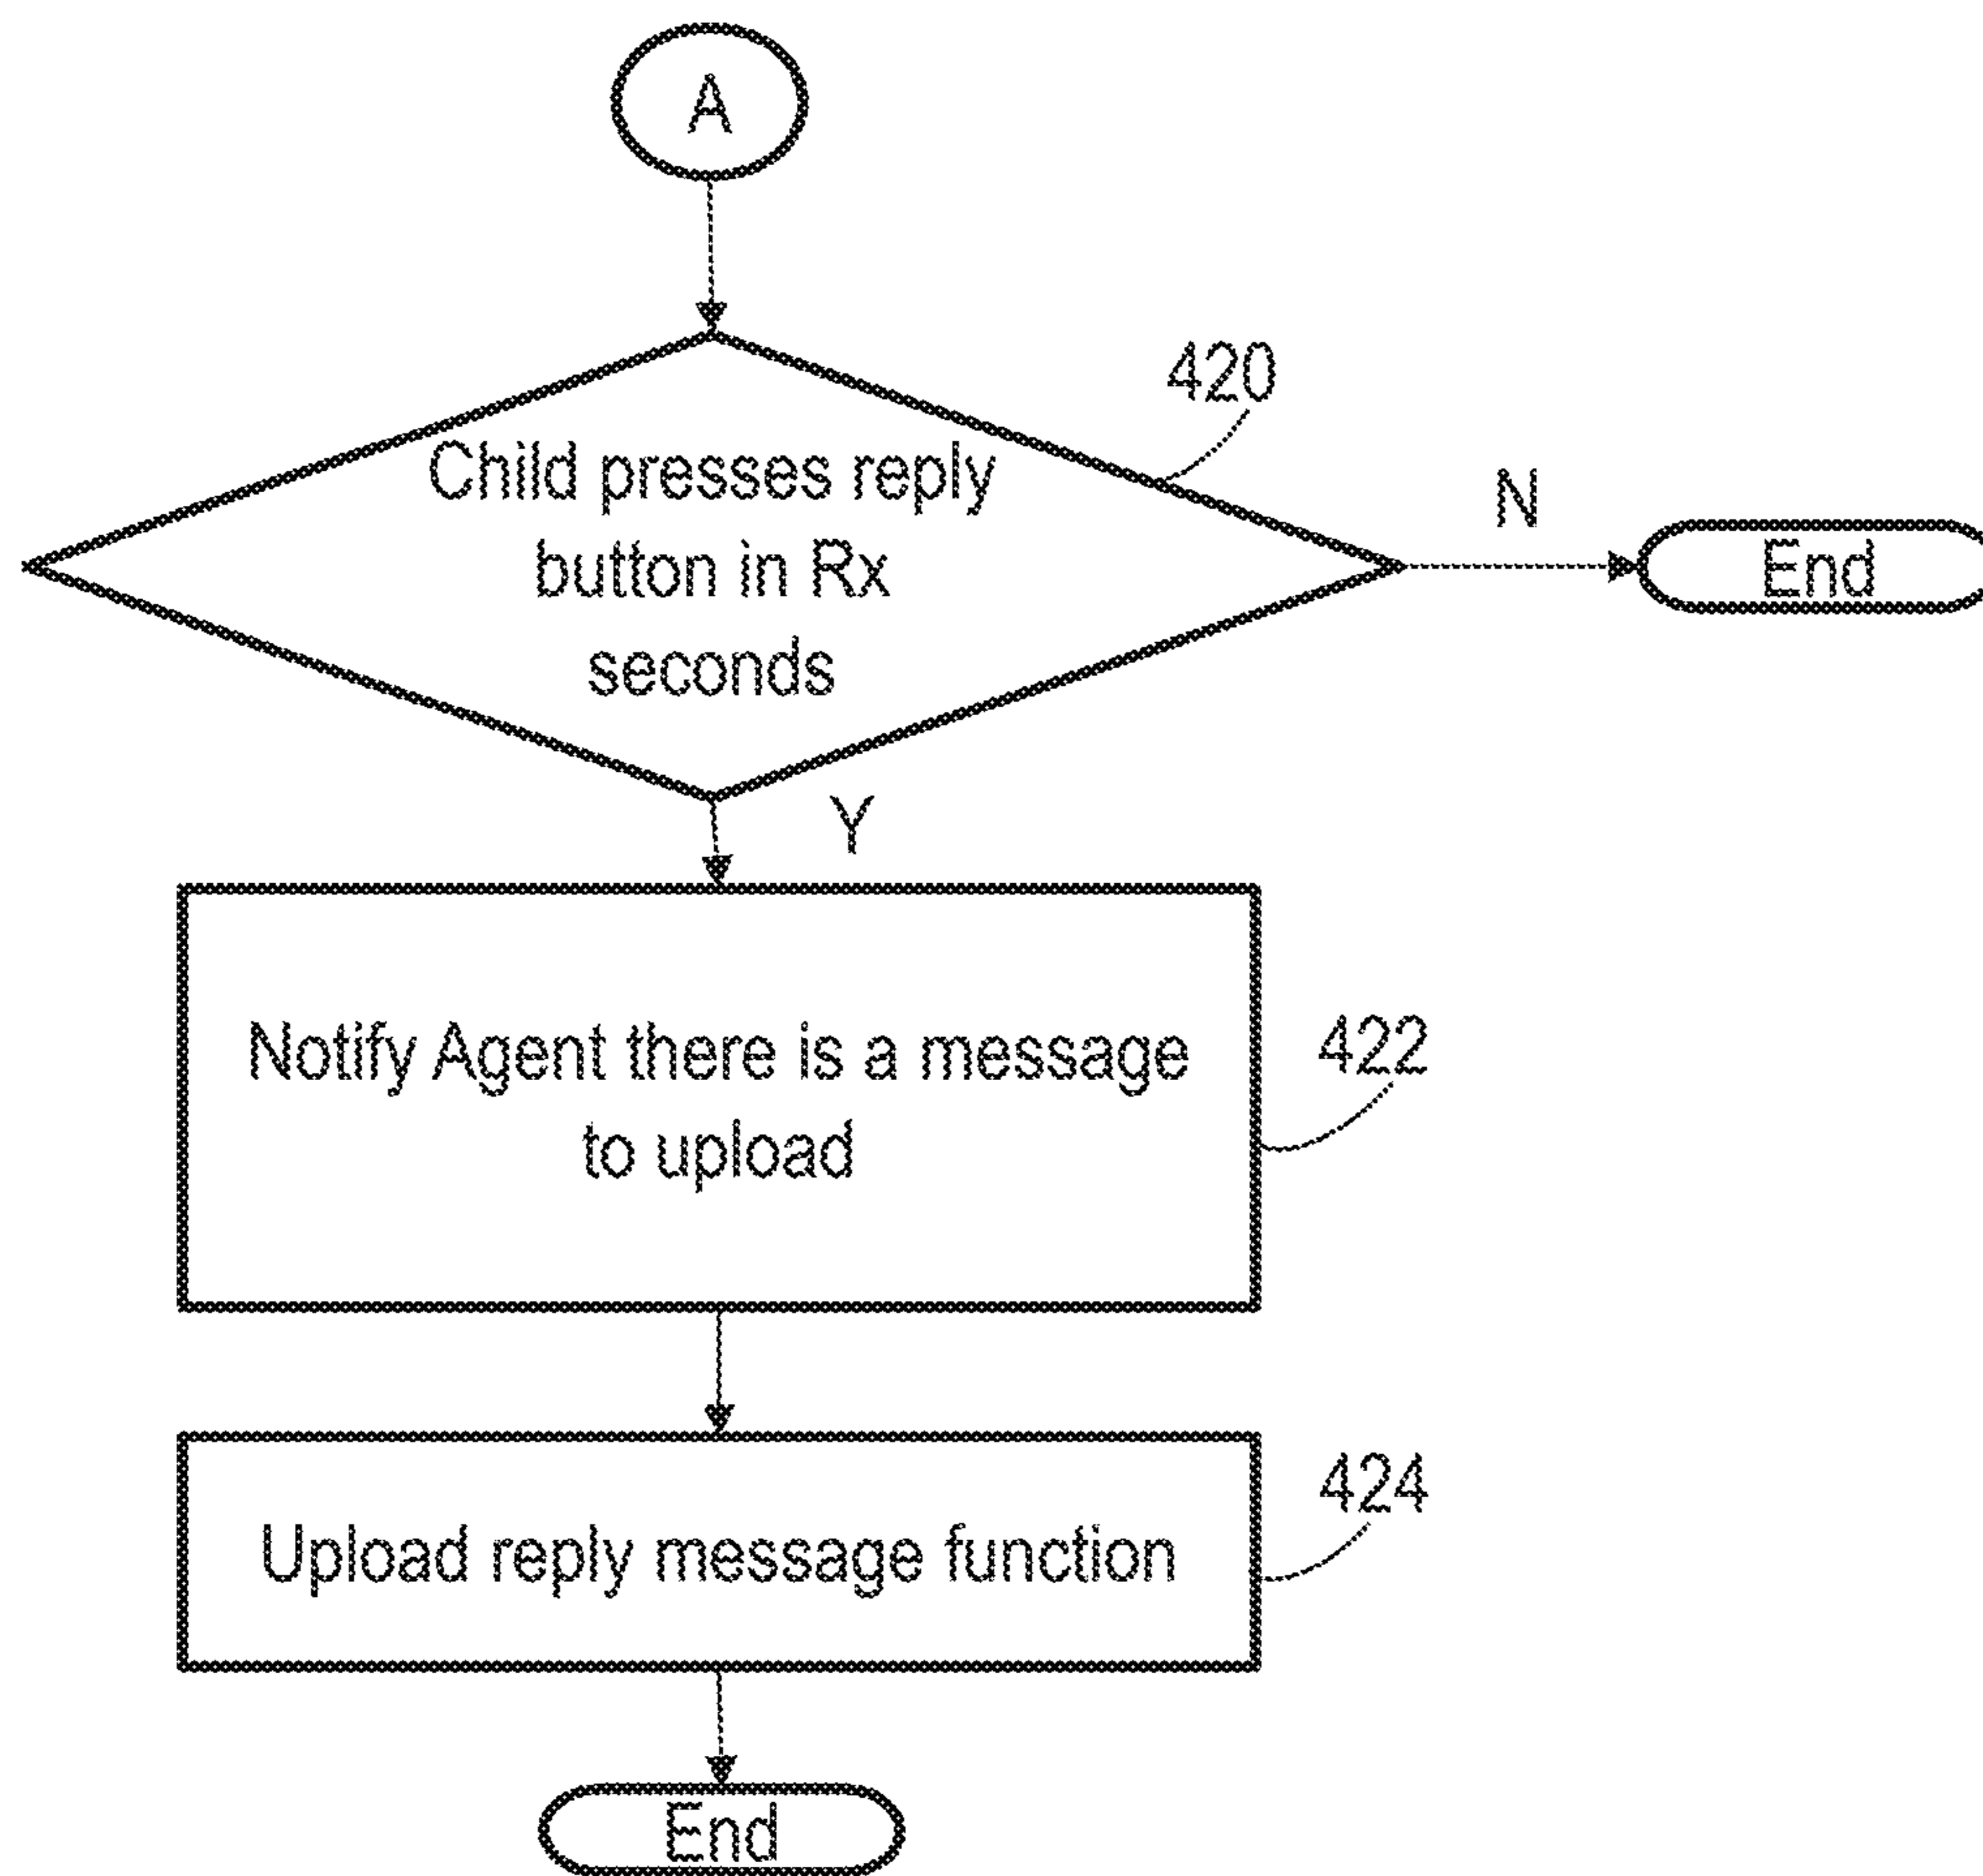 A
420
Child presses reply
button in Rx
seconds
N
End
Y
Notify Agent there is a message
to upload
422
Upload reply message function
424
End